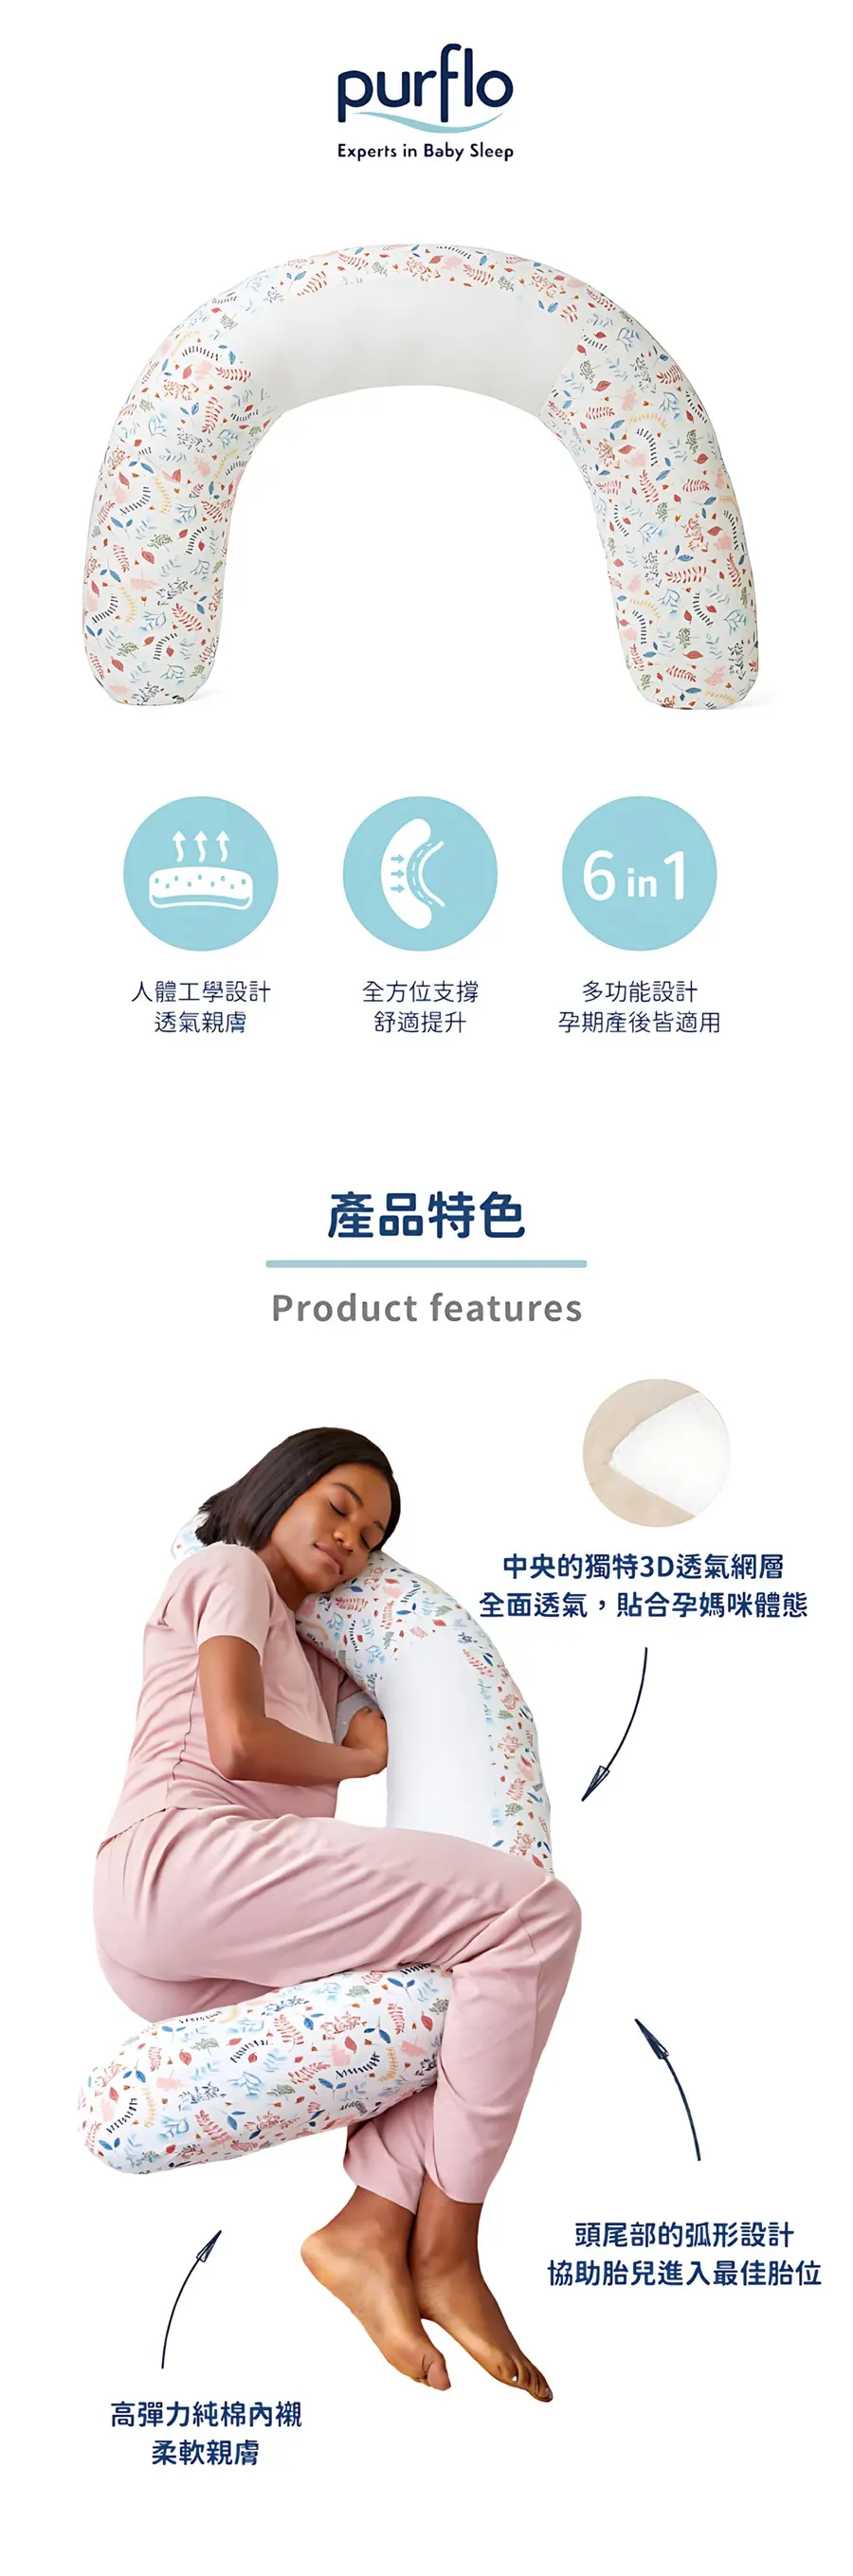 purflo
Experts in Baby Sleep
6 in 1
人體工學設計
透氣親膚
全方位支撐
舒適提升
多功能設計
孕期產後皆適用
產品特色
Product features
中央的獨特3D透氣網層
全面透氣，貼合孕媽咪體態
頭尾部的弧形設計
協助胎兒進入最佳胎位
高彈力純棉內襯
柔軟親膚